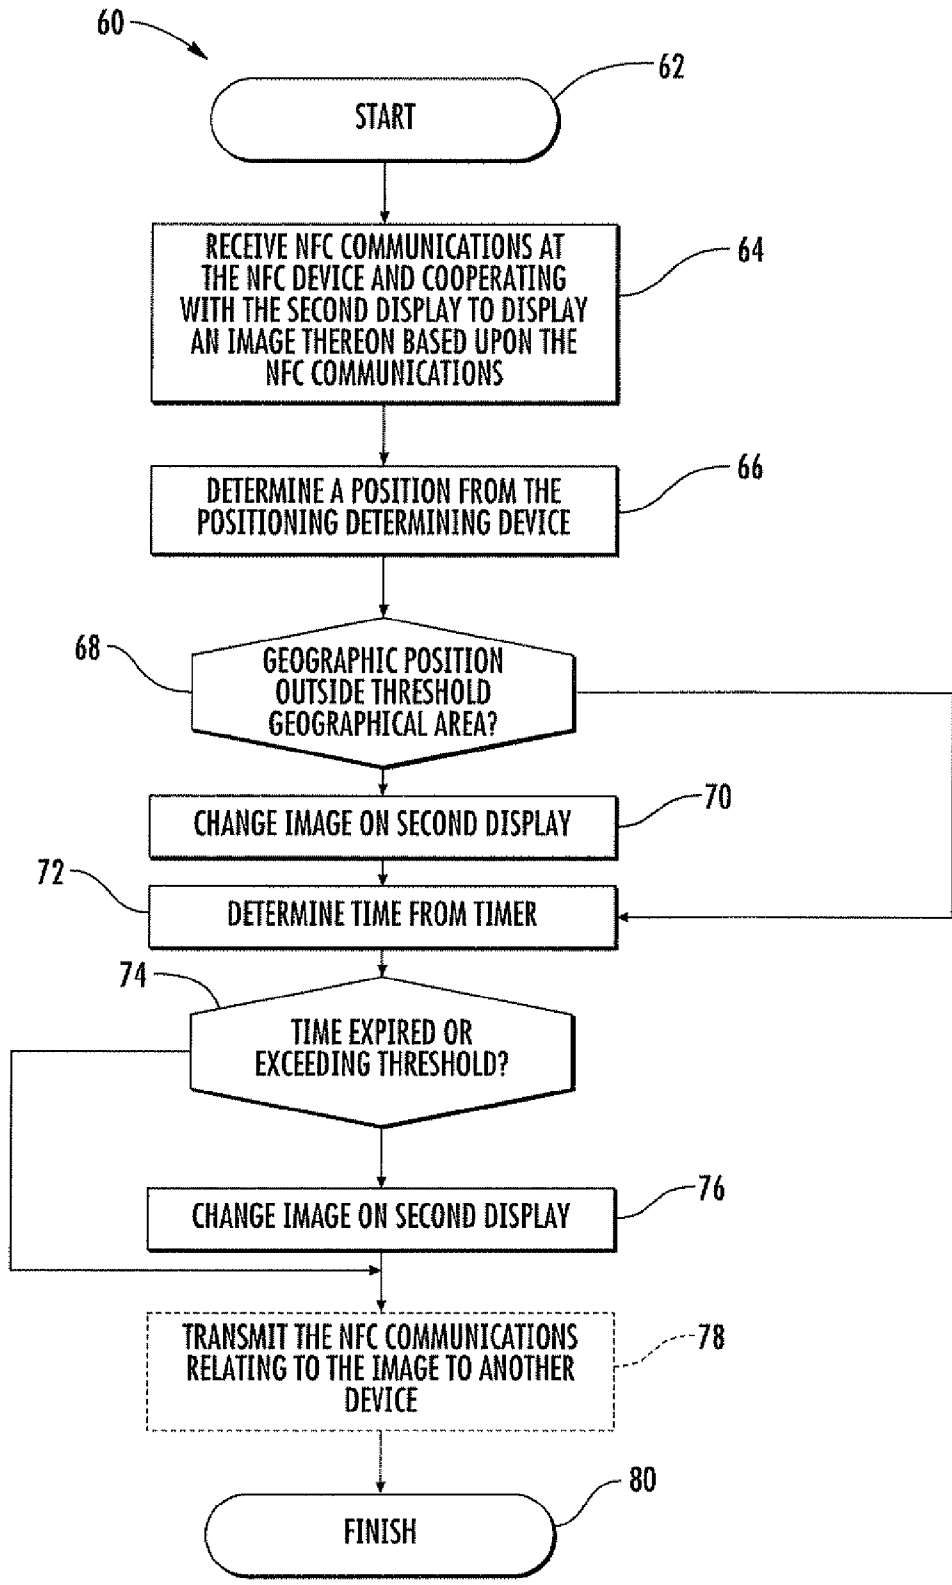 60
62
START
RECEIVE NFC COMMUNICATIONS AT
THE NFC DEVICE AND COOPERATING
WITH THE SECOND DISPLAY TO DISPLAY
AN IMAGE THEREON BASED UPON THE
NFC COMMUNICATIONS
64
DETERMINE A POSITION FROM THE
POSITIONING DETERMINING DEVICE
66
68
GEOGRAPHIC POSITION
OUTSIDE THRESHOLD
GEOGRAPHICAL AREA?
CHANGE IMAGE ON SECOND DISPLAY
70
72
DETERMINE TIME FROM TIMER
74
TIME EXPIRED OR
EXCEEDING THRESHOLD?
CHANGE IMAGE ON SECOND DISPLAY
76
TRANSMIT THE NFC COMMUNICATIONS
RELATING TO THE IMAGE TO ANOTHER
DEVICE
78
80
FINISH